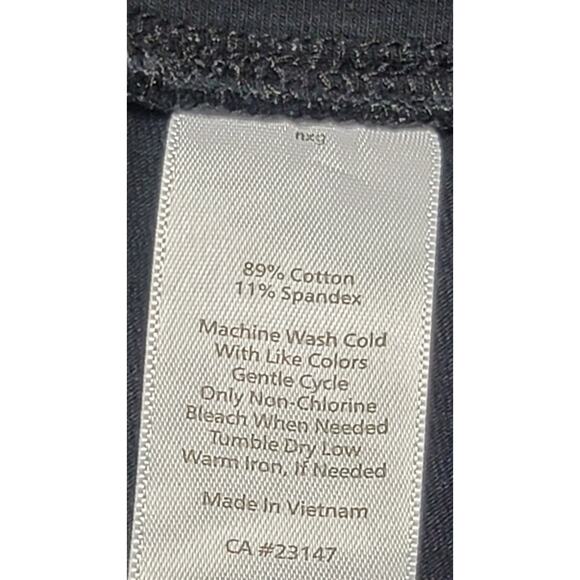 nxg
89% Cotton
11% Spandex
Machine Wash Cold
With Like Colors
Gentle Cycle
Only Non-Chlorine
Bleach When Needed
Tumble Dry Low
Warm Iron, If Needed
Made In Vietnam
CA #23147